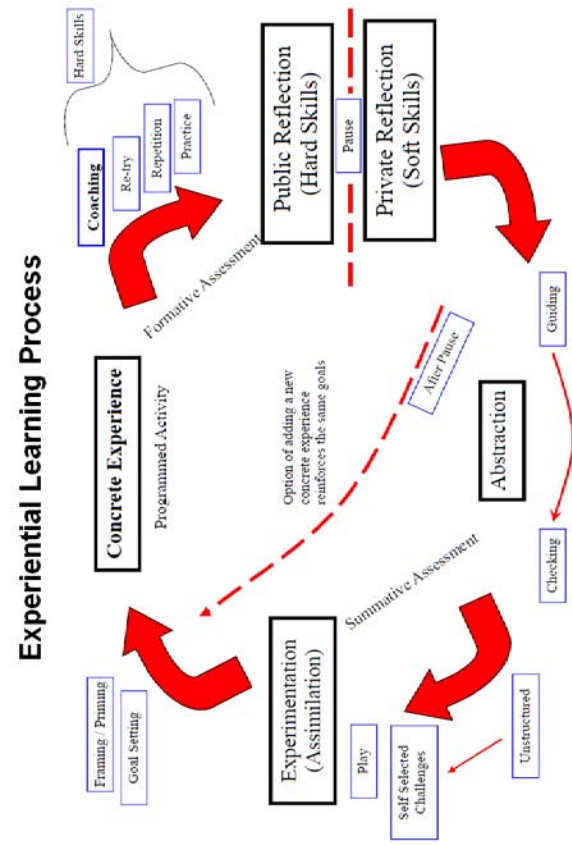 Experiential Learning Process
Framing / Priming
Goal Setting
Concrete Experience
Programmed Activity
Formative Assessment
Coaching
Re-try
Repetition
Practice
Hard Skills
Public Reflection
(Hard Skills)
Pause
Private Reflection
(Soft Skills)
Option of adding a new
concrete experience
reinforces the same goals
After Pause
Guiding
Abstraction
Checking
Summative Assessment
Experimentation
(Assimilation)
Play
Self Selected
Challenges
Unstructured